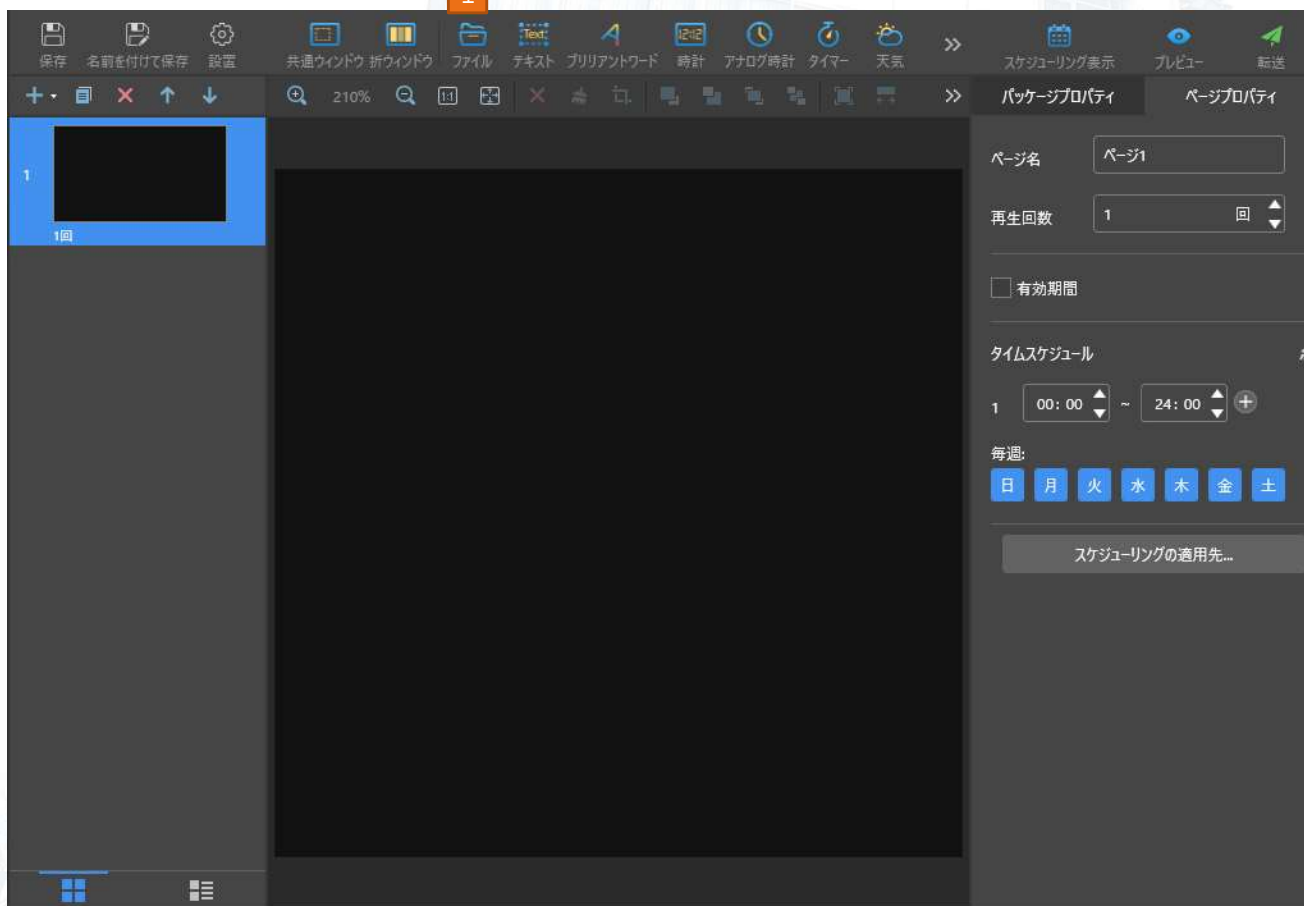 1
保存 名前を付けて保存 設置 共通ウィンドウ 折ウィンドウ ファイル テキスト ブリリアントワード 時計 アナログ時計 タイマー 天気 スケジューリング表示 プレビュー 転送
Text
12:12
210%
1:1
パッケージプロパティ ページプロパティ
1
1回
ページ名 ページ1
再生回数 1 回
有効期間
タイムスケジュール
1 00: 00 ~ 24: 00
毎週:
日 月 火 水 木 金 土
スケジューリングの適用先...